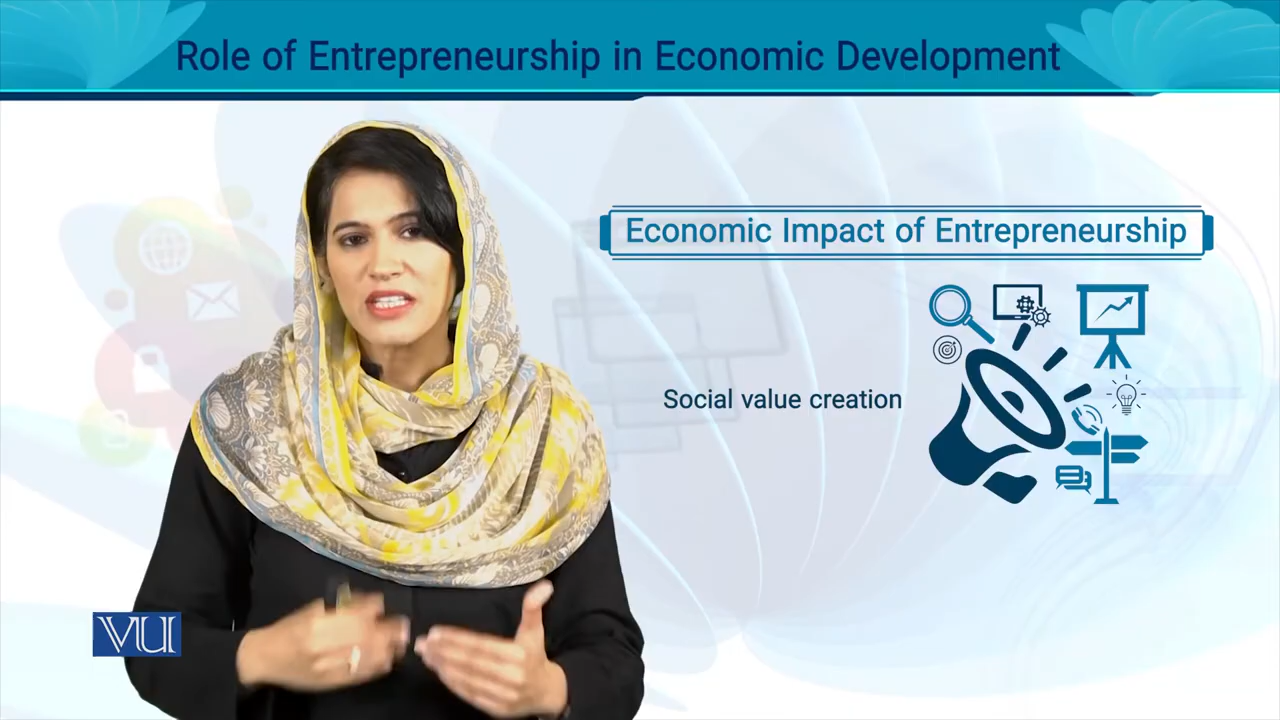 Role of Entrepreneurship in Economic Development
Economic Impact of Entrepreneurship
Social value creation
VU